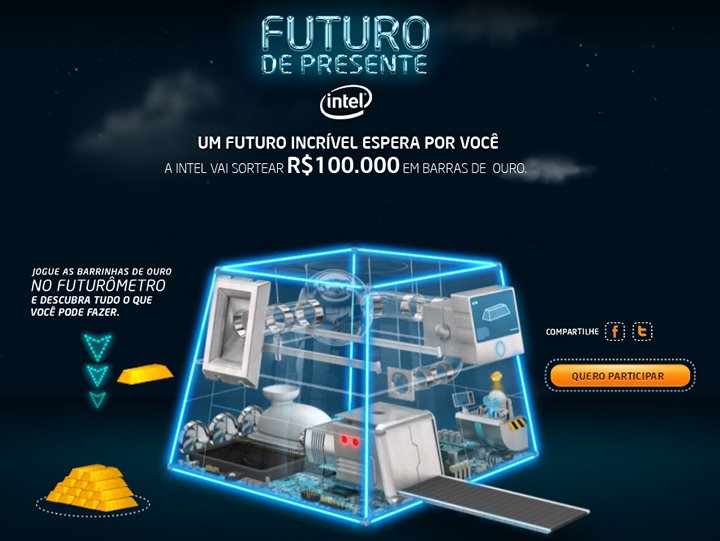 FUTURO
DE PRESENTE
intel
UM FUTURO INCRÍVEL ESPERA POR VOCÊ
A INTEL VAI SORTEAR R$100.000 EM BARRAS DE OURO.
JOGUE AS BARRINHAS DE OURO
NO FUTURÔMETRO
E DESCUBRA TUDO O QUE
VOCÊ PODE FAZER.
COMPARTILHE f t
QUERO PARTICIPAR